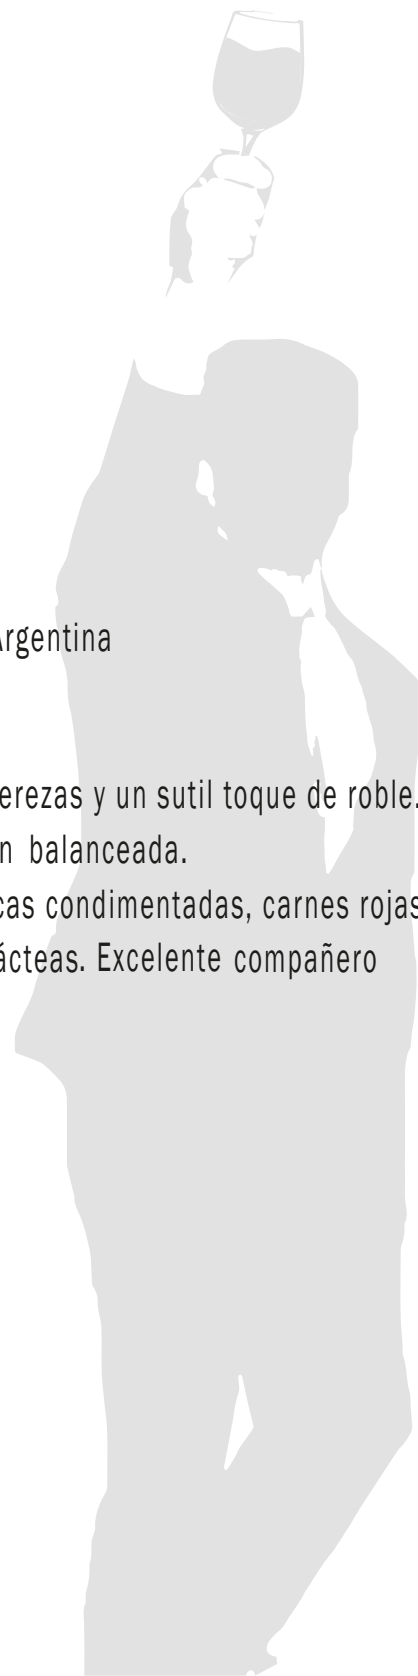 Argentina
erezas y un sutil toque de roble.
n balanceada.
cas condimentadas, carnes rojas
ácteas. Excelente compañero